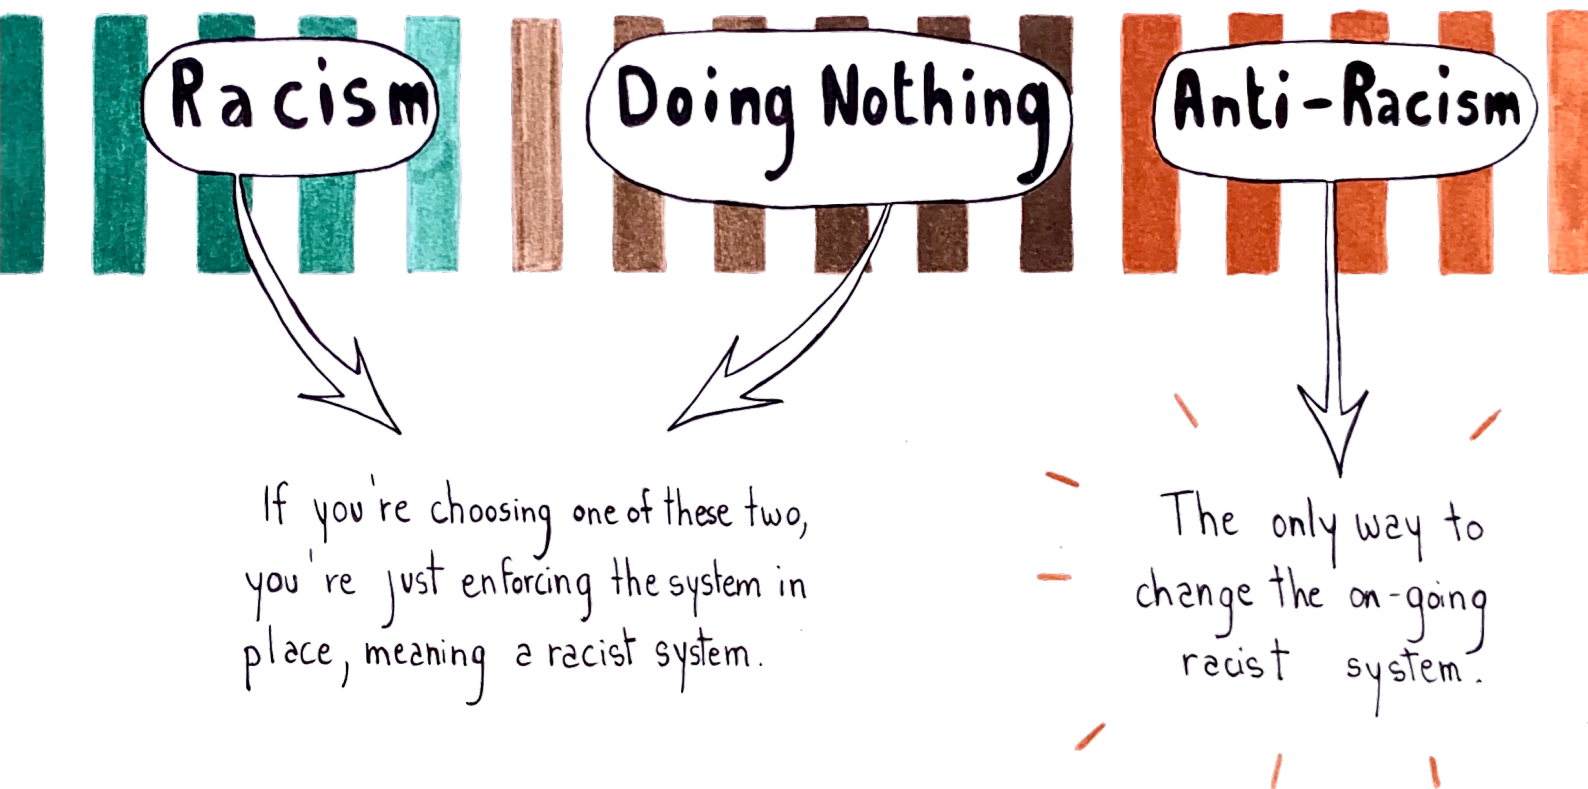 Racism
Doing Nothing
Anti-Racism
If you're choosing one of these two,
you're just enforcing the system in
place, meaning a racist system.
The only way to
change the on-going
racist system.